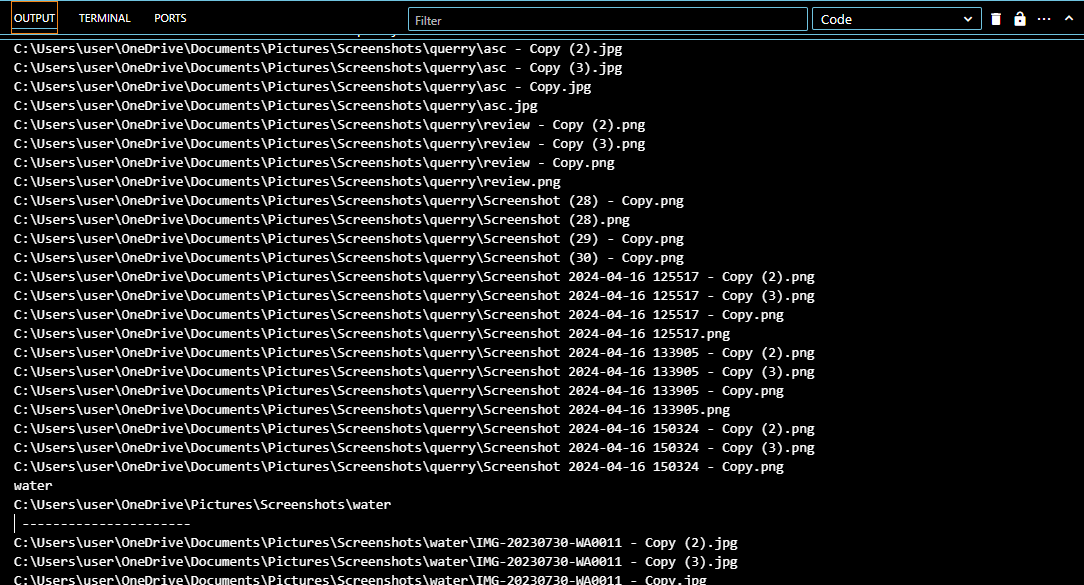 OUTPUT TERMINAL PORTS Filter Code
C:\Users\user\OneDrive\Documents\Pictures\Screenshots\querry\asc - Copy (2).jpg
C:\Users\user\OneDrive\Documents\Pictures\Screenshots\querry\asc - Copy (3).jpg
C:\Users\user\OneDrive\Documents\Pictures\Screenshots\querry\asc - Copy.jpg
C:\Users\user\OneDrive\Documents\Pictures\Screenshots\querry\asc.jpg
C:\Users\user\OneDrive\Documents\Pictures\Screenshots\querry\review - Copy (2).png
C:\Users\user\OneDrive\Documents\Pictures\Screenshots\querry\review - Copy (3).png
C:\Users\user\OneDrive\Documents\Pictures\Screenshots\querry\review - Copy.png
C:\Users\user\OneDrive\Documents\Pictures\Screenshots\querry\review.png
C:\Users\user\OneDrive\Documents\Pictures\Screenshots\querry\Screenshot (28) - Copy.png
C:\Users\user\OneDrive\Documents\Pictures\Screenshots\querry\Screenshot (28).png
C:\Users\user\OneDrive\Documents\Pictures\Screenshots\querry\Screenshot (29) - Copy.png
C:\Users\user\OneDrive\Documents\Pictures\Screenshots\querry\Screenshot (30) - Copy.png
C:\Users\user\OneDrive\Documents\Pictures\Screenshots\querry\Screenshot 2024-04-16 125517 - Copy (2).png
C:\Users\user\OneDrive\Documents\Pictures\Screenshots\querry\Screenshot 2024-04-16 125517 - Copy (3).png
C:\Users\user\OneDrive\Documents\Pictures\Screenshots\querry\Screenshot 2024-04-16 125517 - Copy.png
C:\Users\user\OneDrive\Documents\Pictures\Screenshots\querry\Screenshot 2024-04-16 125517.png
C:\Users\user\OneDrive\Documents\Pictures\Screenshots\querry\Screenshot 2024-04-16 133905 - Copy (2).png
C:\Users\user\OneDrive\Documents\Pictures\Screenshots\querry\Screenshot 2024-04-16 133905 - Copy (3).png
C:\Users\user\OneDrive\Documents\Pictures\Screenshots\querry\Screenshot 2024-04-16 133905 - Copy.png
C:\Users\user\OneDrive\Documents\Pictures\Screenshots\querry\Screenshot 2024-04-16 133905.png
C:\Users\user\OneDrive\Documents\Pictures\Screenshots\querry\Screenshot 2024-04-16 150324 - Copy (2).png
C:\Users\user\OneDrive\Documents\Pictures\Screenshots\querry\Screenshot 2024-04-16 150324 - Copy (3).png
C:\Users\user\OneDrive\Documents\Pictures\Screenshots\querry\Screenshot 2024-04-16 150324 - Copy.png
water
C:\Users\user\OneDrive\Pictures\Screenshots\water
----------------------
C:\Users\user\OneDrive\Documents\Pictures\Screenshots\water\IMG-20230730-WA0011 - Copy (2).jpg
C:\Users\user\OneDrive\Documents\Pictures\Screenshots\water\IMG-20230730-WA0011 - Copy (3).jpg
C:\Users\user\OneDrive\Documents\Pictures\Screenshots\water\IMG-20230730-WA0011 - Copy.jpg